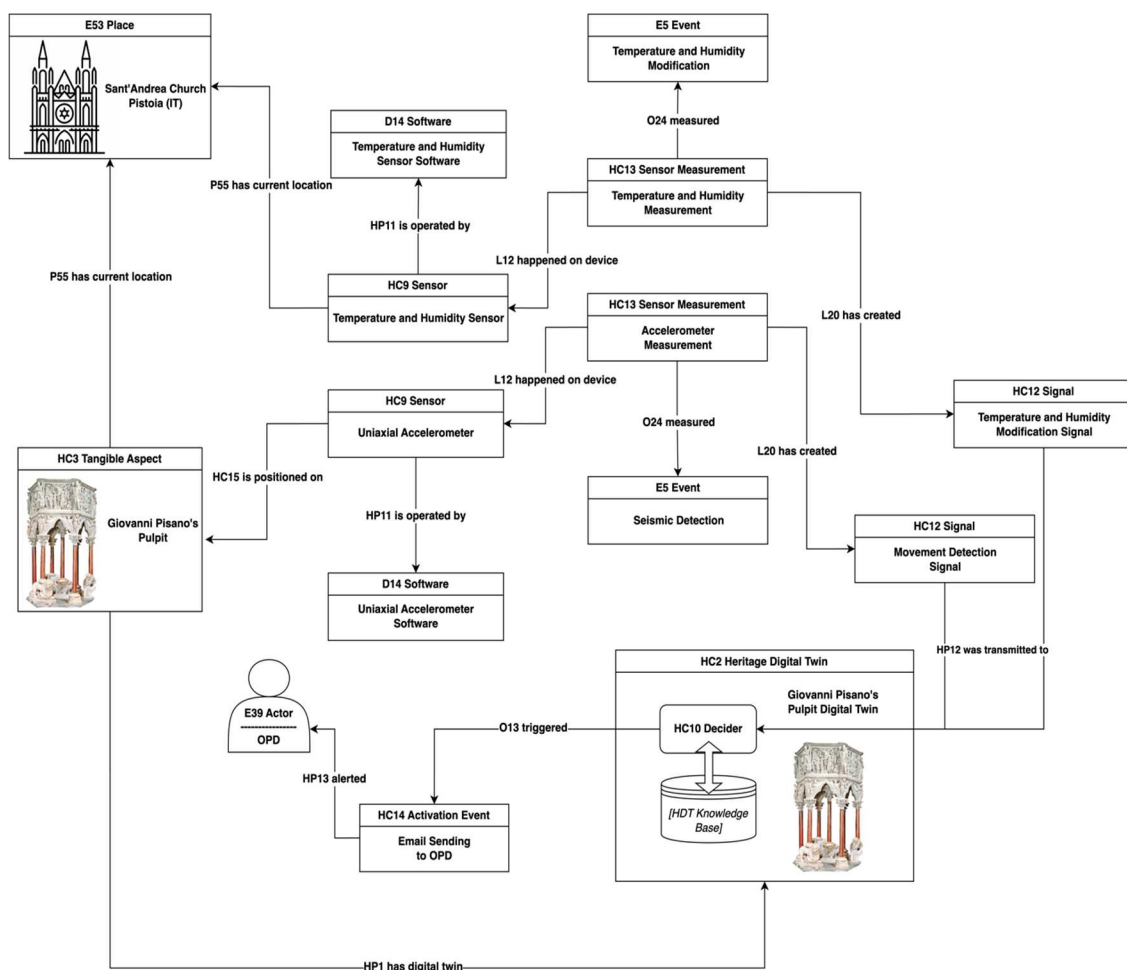 E53 Place
Sant'Andrea Church
Pistoia (IT)
E5 Event
Temperature and Humidity
Modification
O24 measured
D14 Software
Temperature and Humidity
Sensor Software
HC13 Sensor Measurement
Temperature and Humidity
Measurement
P55 has current location
HP11 is operated by
L12 happened on device
P55 has current location
HC9 Sensor
Temperature and Humidity Sensor
HC13 Sensor Measurement
Accelerometer
Measurement
L20 has created
L12 happened on device
HC9 Sensor
Uniaxial Accelerometer
HC12 Signal
Temperature and Humidity
Modification Signal
O24 measured
L20 has created
HC3 Tangible Aspect
Giovanni Pisano's
Pulpit
HC15 is positioned on
E5 Event
Seismic Detection
HP11 is operated by
HC12 Signal
Movement Detection
Signal
D14 Software
Uniaxial Accelerometer
Software
HP12 was transmitted to
HC2 Heritage Digital Twin
Giovanni Pisano's
Pulpit Digital Twin
E39 Actor
----------------
OPD
O13 triggered
HC10 Decider
HP13 alerted
HC14 Activation Event
Email Sending
to OPD
[HDT Knowledge
Base]
HP1 has digital twin